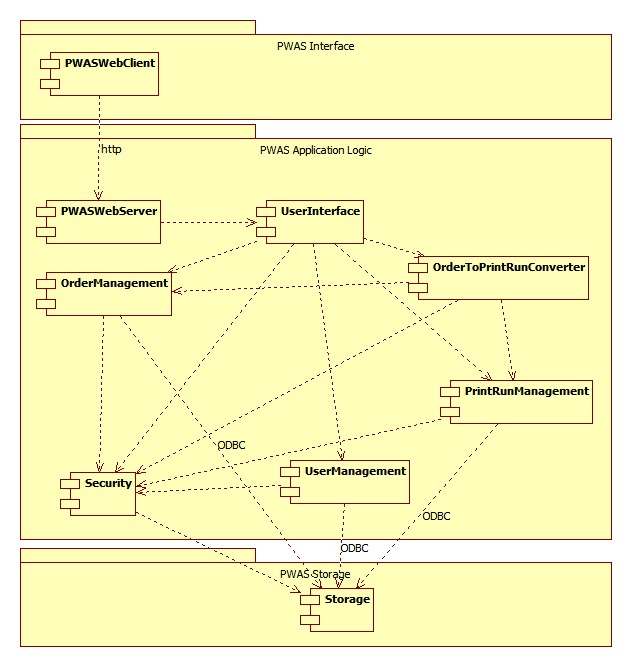 PWAS Interface
PWASWebClient
http
PWAS Application Logic
PWASWebServer
UserInterface
OrderManagement
OrderToPrintRunConverter
PrintRunManagement
ODBC
Security
UserManagement
ODBC
ODBC
PWAS Storage
Storage